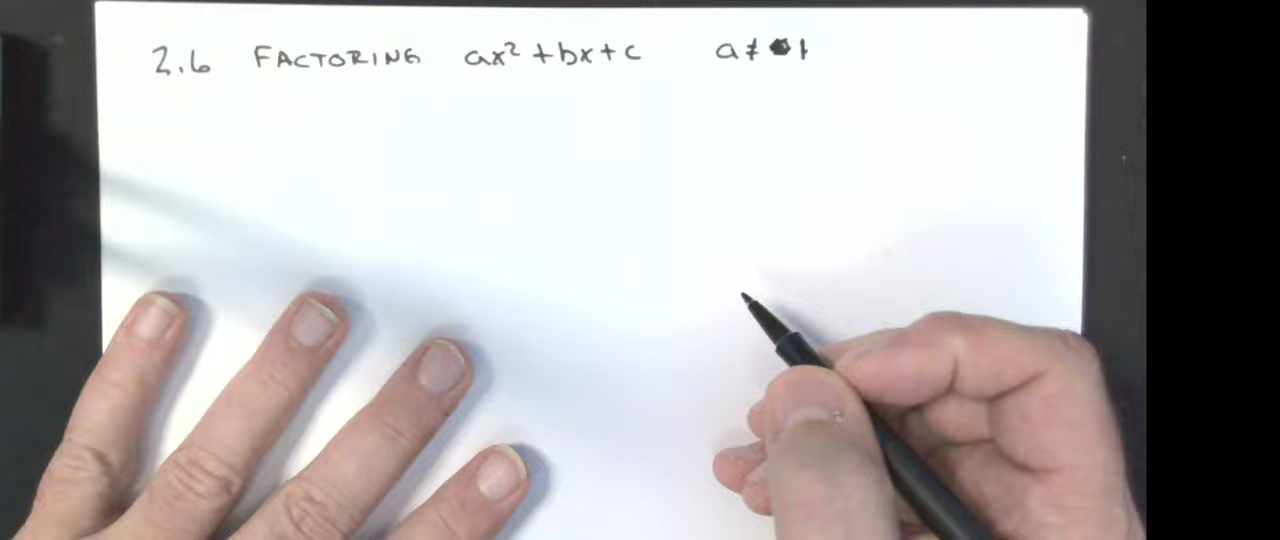 2.6 FACTORING ax² + bx + c a ≠ 1